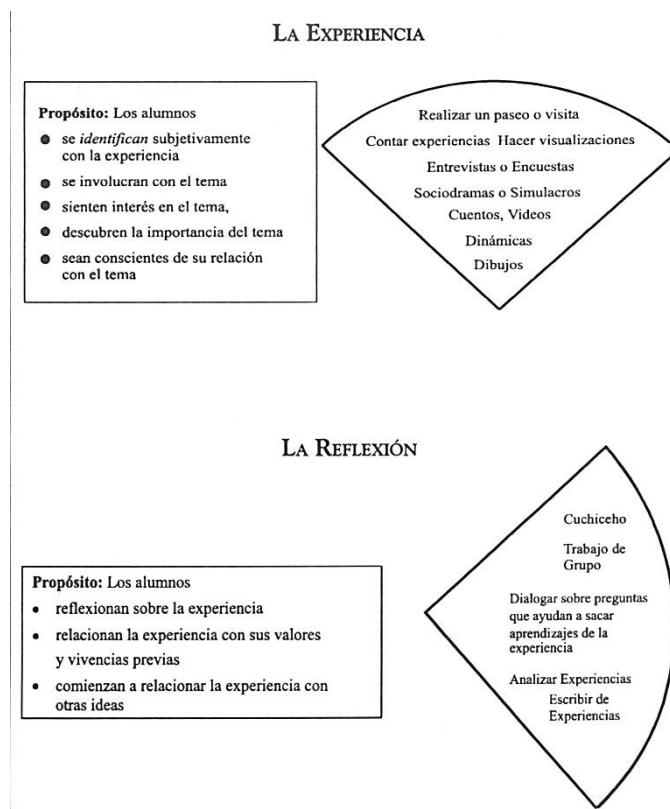 LA EXPERIENCIA
Propósito: Los alumnos
● se identifican subjetivamente
con la experiencia
● se involucran con el tema
● sienten interés en el tema,
● descubren la importancia del tema
● sean conscientes de su relación
con el tema
Realizar un paseo o visita
Contar experiencias Hacer visualizaciones
Entrevistas o Encuestas
Sociodramas o Simulacros
Cuentos, Videos
Dinámicas
Dibujos
LA REFLEXIÓN
Propósito: Los alumnos
• reflexionan sobre la experiencia
• relacionan la experiencia con sus valores
y vivencias previas
• comienzan a relacionar la experiencia con
otras ideas
Cuchiceho
Trabajo de
Grupo
Dialogar sobre preguntas
que ayudan a sacar
aprendizajes de la
experiencia
Analizar Experiencias
Escribir de
Experiencias